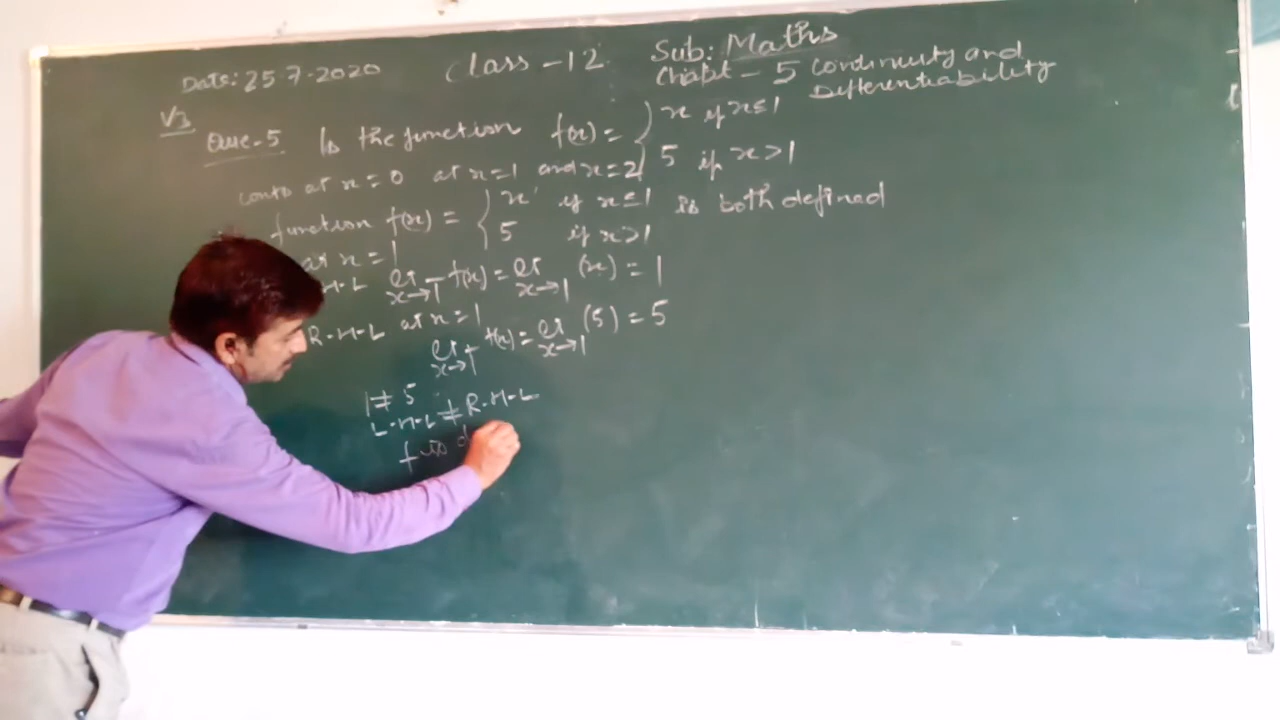 Date: 25.7.2020 Class - 12 Sub: Maths
Chapt - 5 Continuity and
Differentiability
V3
Que-5 Is the function f(x) = { x if x≤1
5 if x>1
conts at x=0 at x=1 and x=2
function f(x) = { x if x≤1 is both defined
5 if x>1
at x=1
H-L lt x→1⁻ f(x) = lt x→1 (x) = 1
R-H-L at x=1
lt x→1⁺ f(x) = lt x→1 (5) = 5
1≠5
L-H-L ≠ R-H-L
f is d